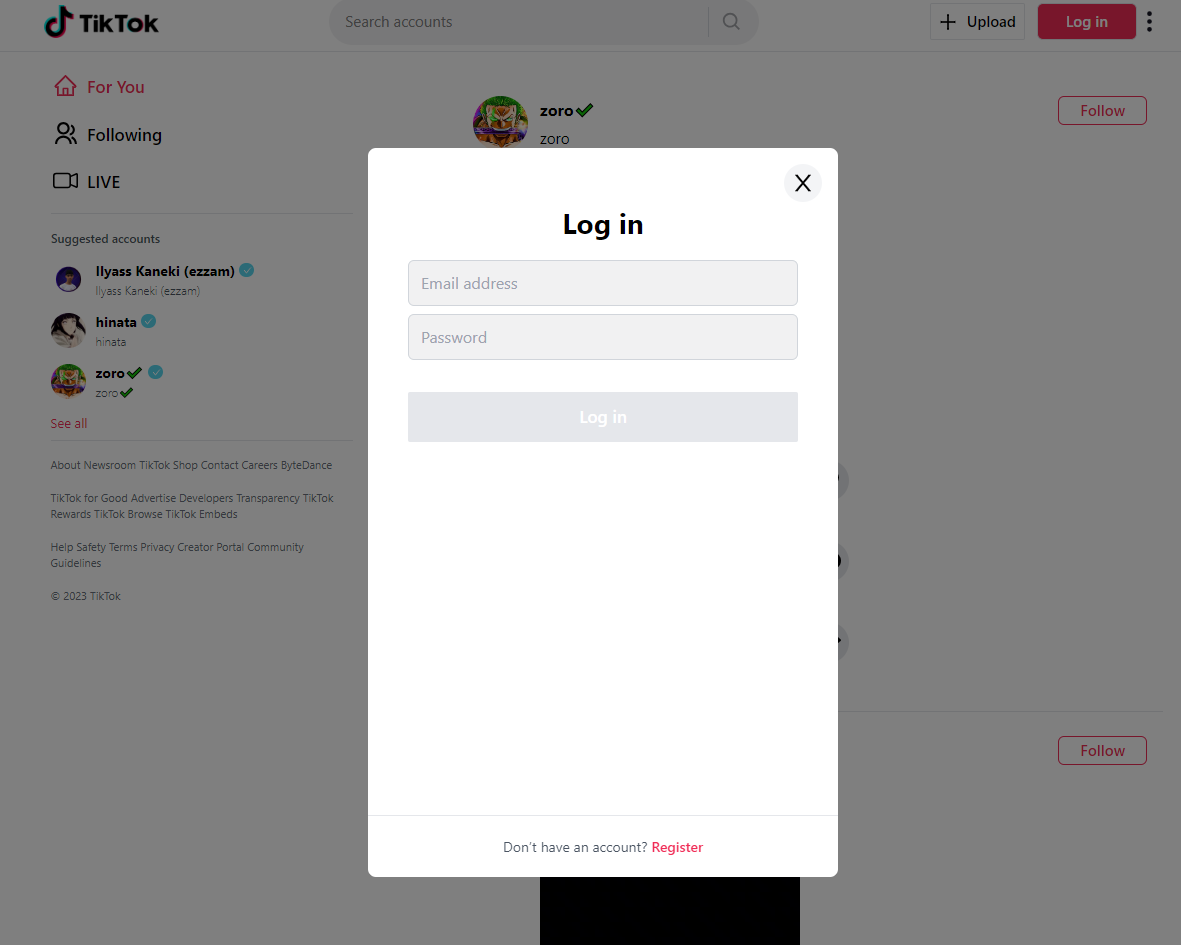 TikTok
Search accounts
Upload
Log in
For You
Following
LIVE
Suggested accounts
Ilyass Kaneki (ezzam)
Ilyass Kaneki (ezzam)
hinata
hinata
zoro✔
zoro✔
See all
About Newsroom TikTok Shop Contact Careers ByteDance
TikTok for Good Advertise Developers Transparency TikTok
Rewards TikTok Browse TikTok Embeds
Help Safety Terms Privacy Creator Portal Community
Guidelines
© 2023 TikTok
zoro✔
zoro
Follow
X
Log in
Email address
Password
Log in
Don't have an account? Register
Follow